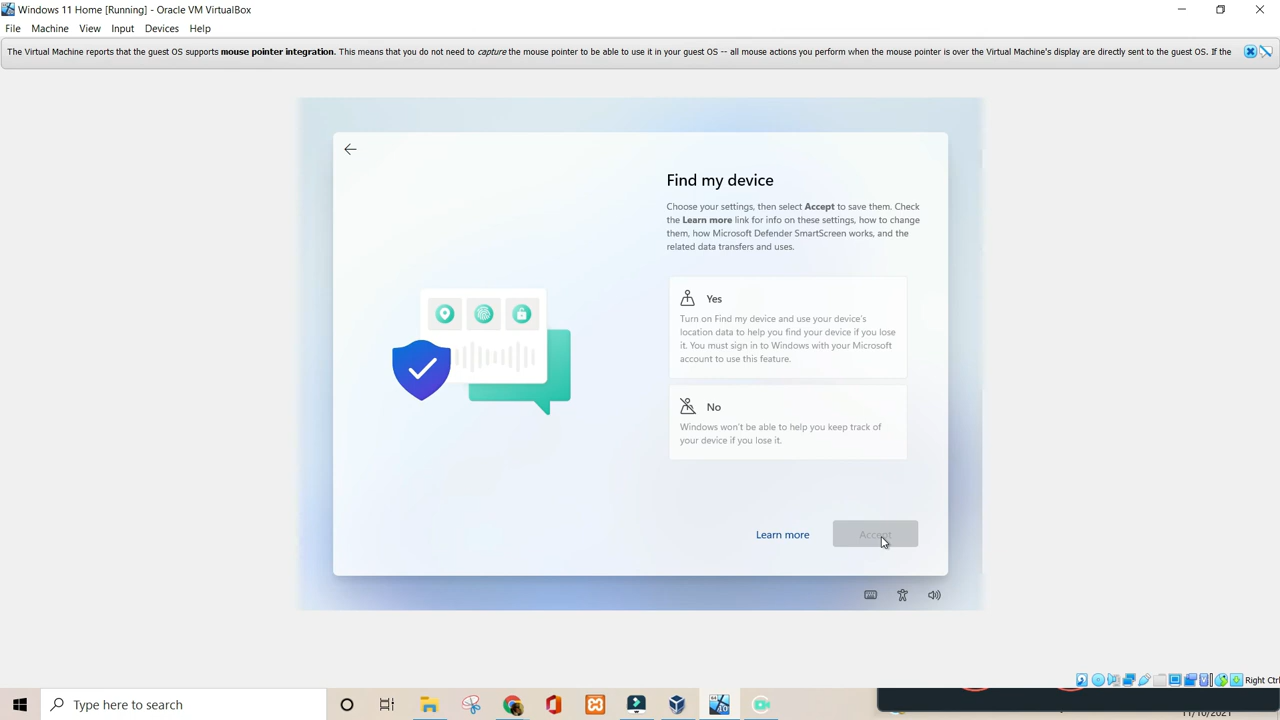 Windows 11 Home [Running] - Oracle VM VirtualBox
File Machine View Input Devices Help
The Virtual Machine reports that the guest OS supports mouse pointer integration. This means that you do not need to capture the mouse pointer to be able to use it in your guest OS -- all mouse actions you perform when the mouse pointer is over the Virtual Machine's display are directly sent to the guest OS. If the
Find my device
Choose your settings, then select Accept to save them. Check
the Learn more link for info on these settings, how to change
them, how Microsoft Defender SmartScreen works, and the
related data transfers and uses.
Yes
Turn on Find my device and use your device's
location data to help you find your device if you lose
it. You must sign in to Windows with your Microsoft
account to use this feature.
No
Windows won't be able to help you keep track of
your device if you lose it.
Learn more
Accept
Right Ctrl
Type here to search
11/10/2021